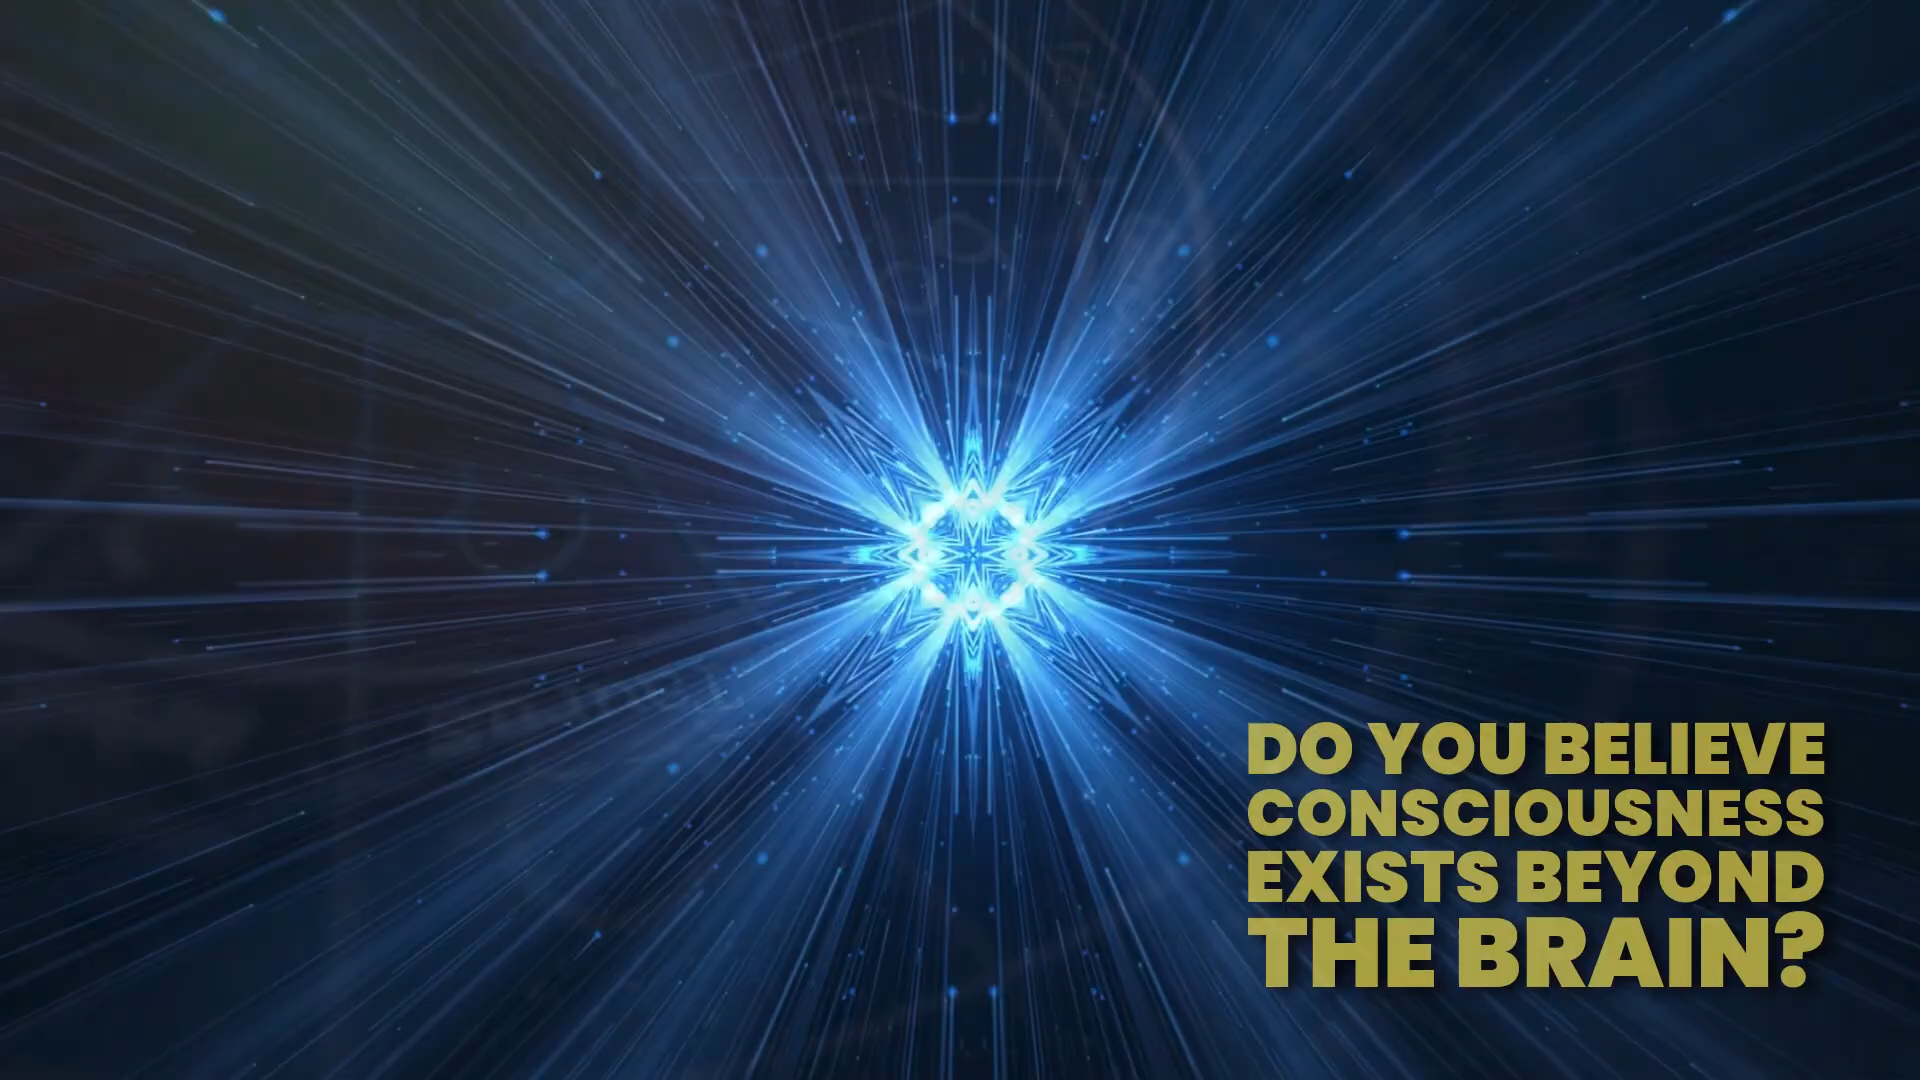 DO YOU BELIEVE
CONSCIOUSNESS
EXISTS BEYOND
THE BRAIN?